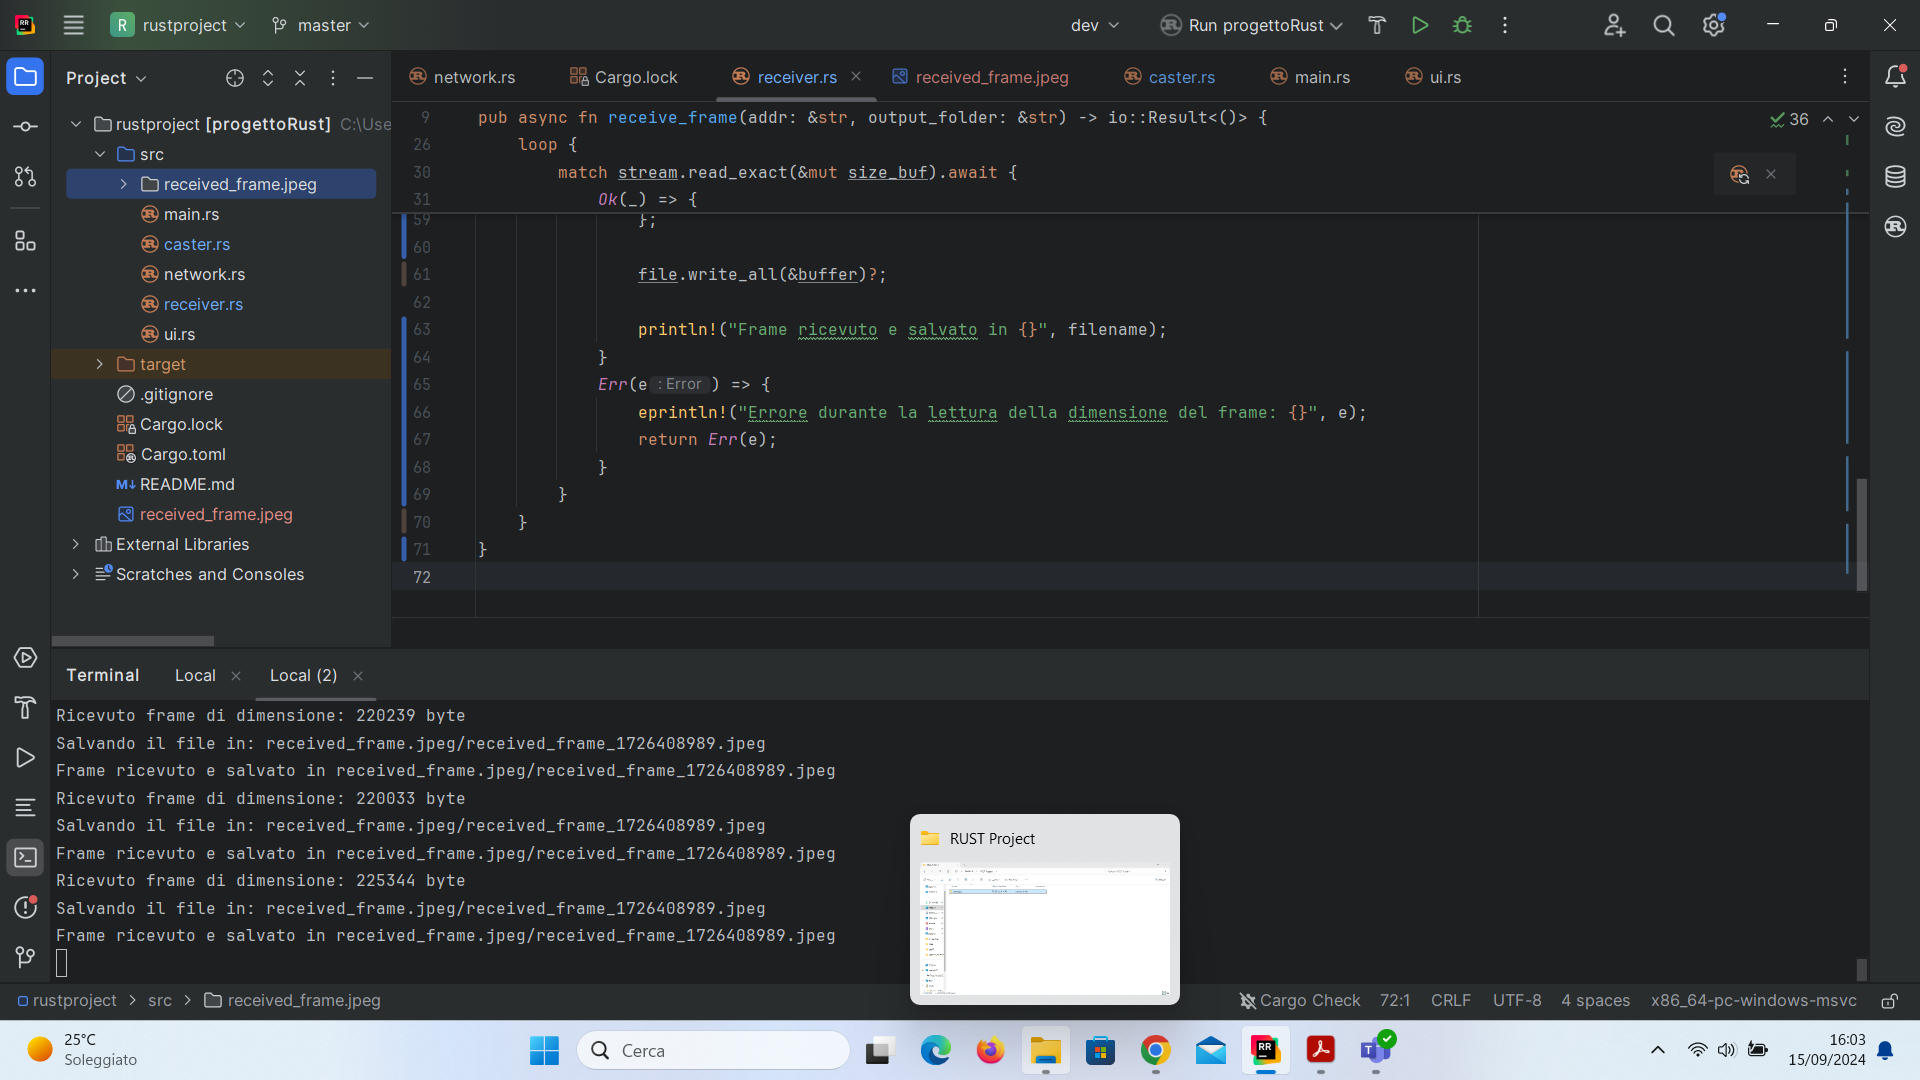 rustproject
master
dev
Run progettoRust
Project
network.rs
Cargo.lock
receiver.rs
received_frame.jpeg
caster.rs
main.rs
ui.rs
rustproject [progettoRust] C:\Use
src
received_frame.jpeg
main.rs
caster.rs
network.rs
receiver.rs
ui.rs
target
.gitignore
Cargo.lock
Cargo.toml
README.md
received_frame.jpeg
External Libraries
Scratches and Consoles
36
9 pub async fn receive_frame(addr: &str, output_folder: &str) -> io::Result<()> {
26 loop {
30 match stream.read_exact(&mut size_buf).await {
31 Ok(_) => {
59 };
60
61 file.write_all(&buffer)?;
62
63 println!("Frame ricevuto e salvato in {}", filename);
64 }
65 Err(e : Error ) => {
66 eprintln!("Errore durante la lettura della dimensione del frame: {}", e);
67 return Err(e);
68 }
69 }
70 }
71 }
72
Terminal
Local
Local (2)
Ricevuto frame di dimensione: 220239 byte
Salvando il file in: received_frame.jpeg/received_frame_1726408989.jpeg
Frame ricevuto e salvato in received_frame.jpeg/received_frame_1726408989.jpeg
Ricevuto frame di dimensione: 220033 byte
Salvando il file in: received_frame.jpeg/received_frame_1726408989.jpeg
Frame ricevuto e salvato in received_frame.jpeg/received_frame_1726408989.jpeg
Ricevuto frame di dimensione: 225344 byte
Salvando il file in: received_frame.jpeg/received_frame_1726408989.jpeg
Frame ricevuto e salvato in received_frame.jpeg/received_frame_1726408989.jpeg
RUST Project
rustproject > src > received_frame.jpeg
Cargo Check
72:1
CRLF
UTF-8
4 spaces
x86_64-pc-windows-msvc
25°C
Soleggiato
Cerca
16:03
15/09/2024